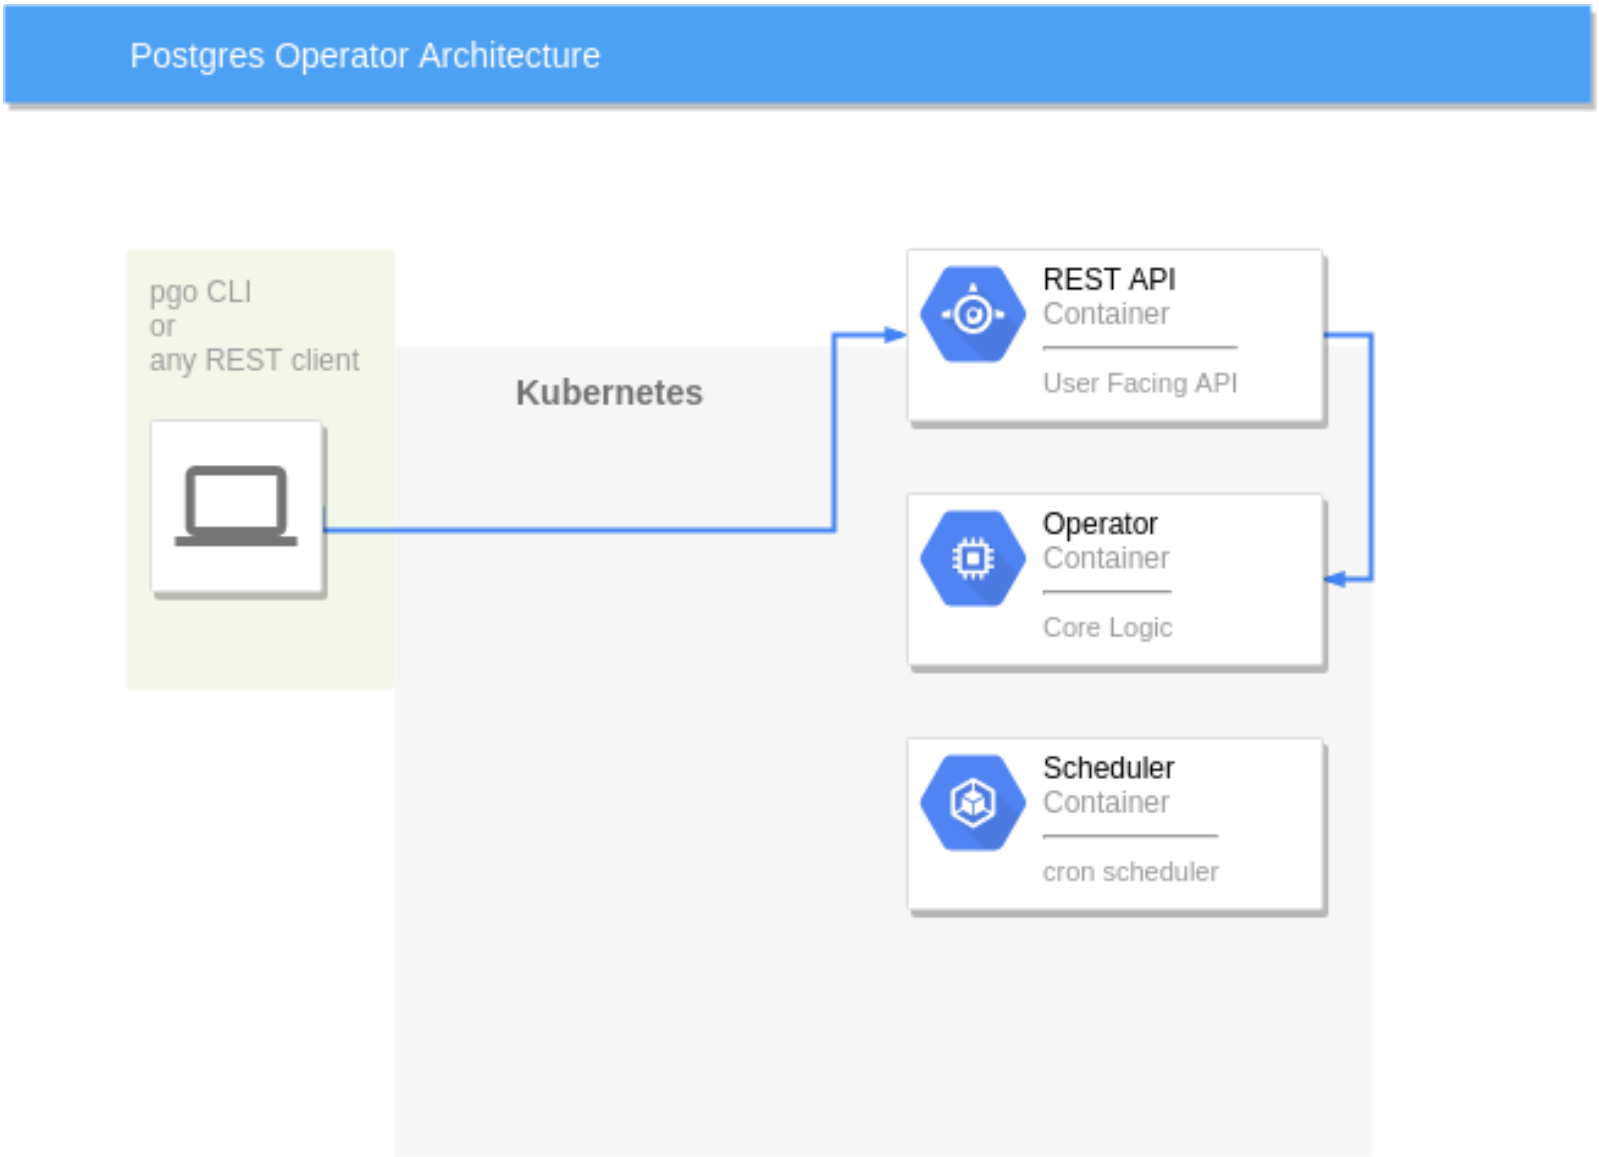 Postgres Operator Architecture
pgo CLI
or
any REST client
Kubernetes
REST API
Container
User Facing API
Operator
Container
Core Logic
Scheduler
Container
cron scheduler